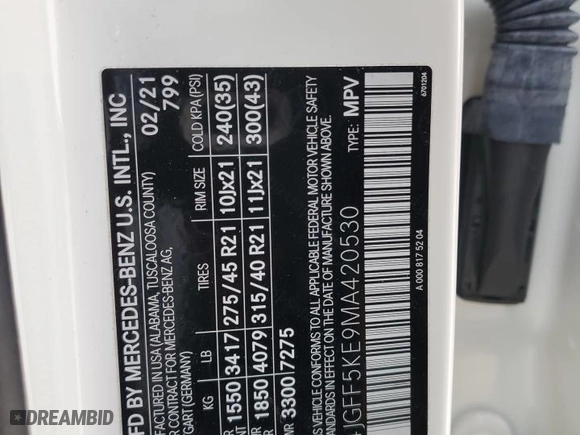 FD BY MERCEDES-BENZ U.S. INTL., INC
UFACTURED IN USA (ALABAMA, TUSCALOOSA COUNTY) 02/21
CONTRACT FOR MERCEDES-BENZ AG, 799
TGART (GERMANY)
KG LB TIRES RIM SIZE COLD KPA (PSI)
1550 3417 275/45 R21 10Jx21 240(35)
1850 4079 315/40 R21 11Jx21 300(43)
3300 7275
VEHICLE CONFORMS TO ALL APPLICABLE FEDERAL MOTOR VEHICLE SAFETY
IN EFFECT ON THE DATE OF MANUFACTURE SHOWN ABOVE.
JGFF5KE9MA420530 TYPE: MPV
A 000 817 52 04 6701204
DREAMBID